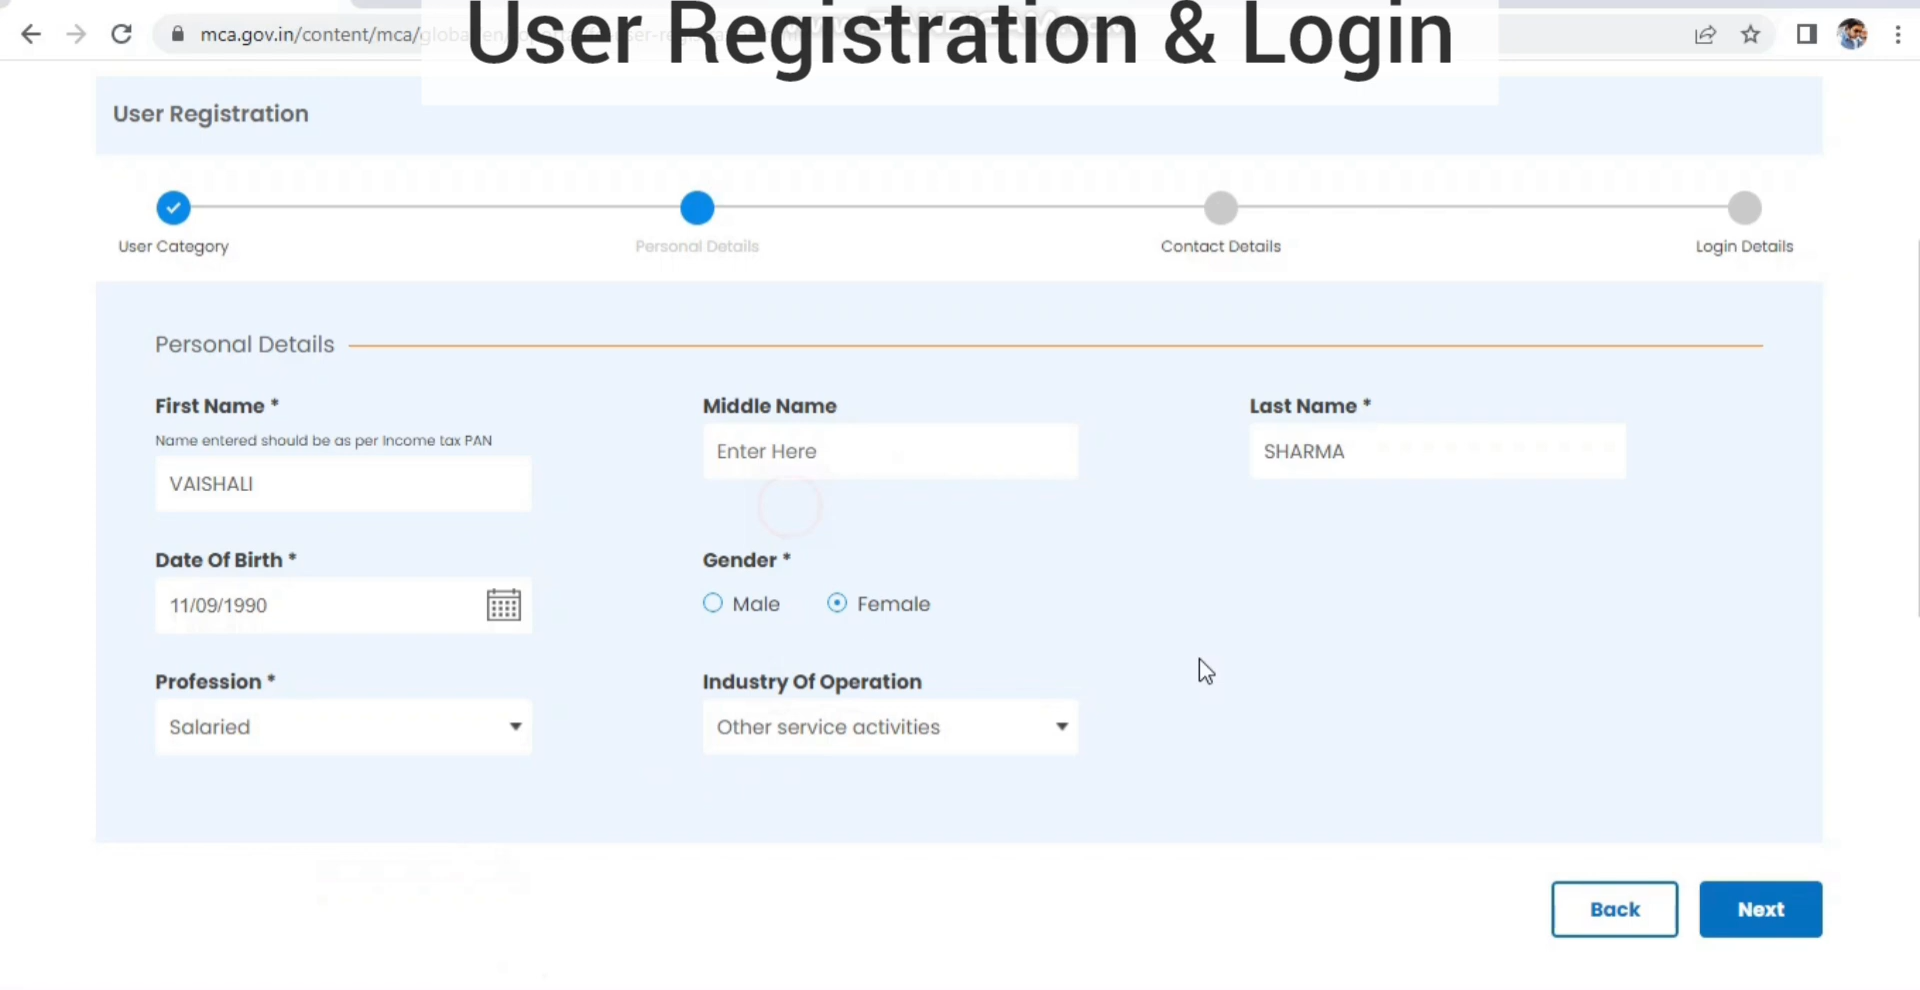 User Registration & Login
mca.gov.in/content/mca/global/en
User Registration
User Category
Personal Details
Contact Details
Login Details
Personal Details
First Name *
Middle Name
Last Name *
Name entered should be as per Income tax PAN
Enter Here
SHARMA
VAISHALI
Date Of Birth *
Gender *
11/09/1990
Male
Female
Profession *
Industry Of Operation
Salaried
Other service activities
Back
Next